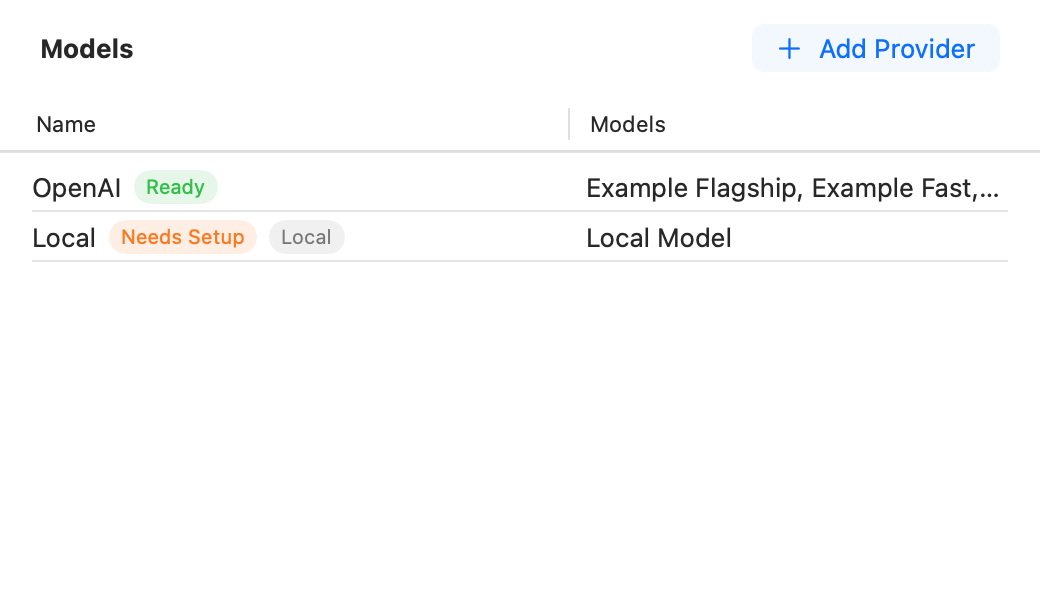 Models
+ Add Provider
Name Models
OpenAI Ready Example Flagship, Example Fast,...
Local Needs Setup Local Local Model